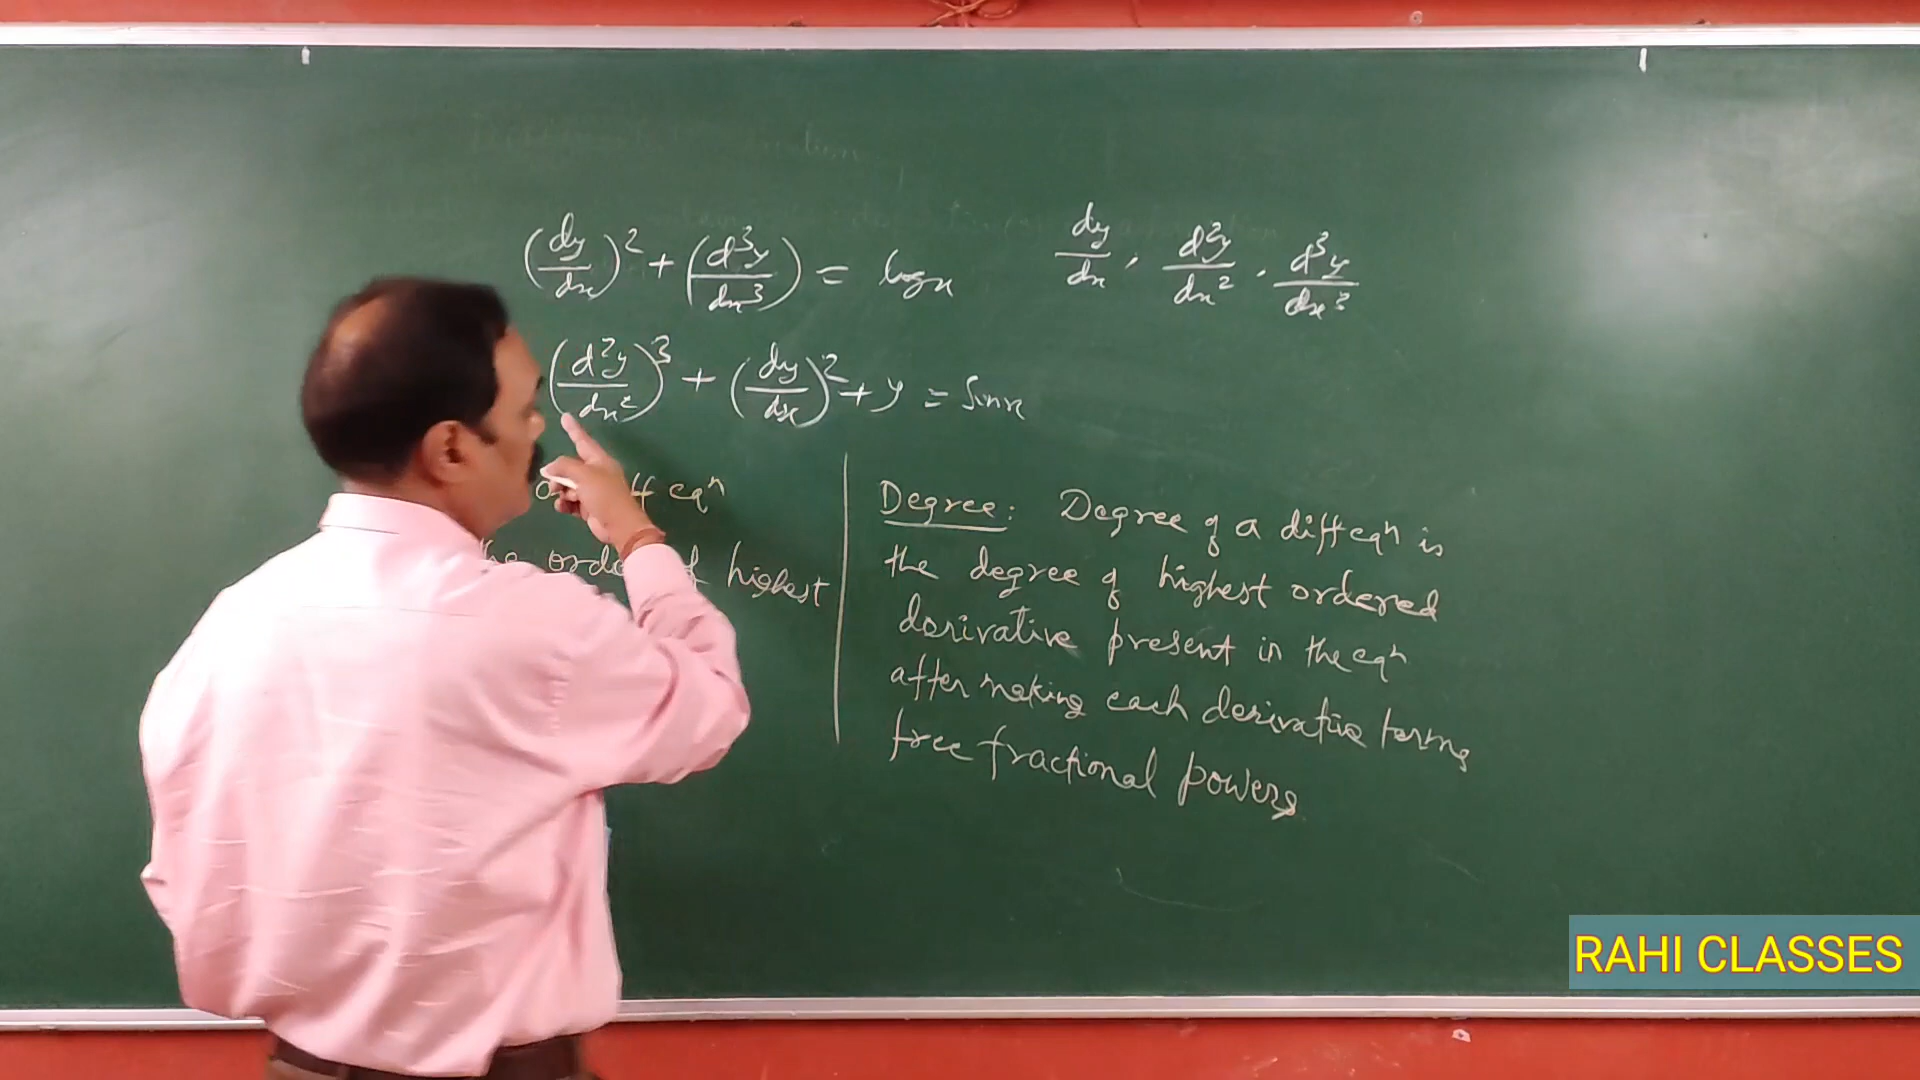 (dy/dx)² + (d³y/dx³) = log x
dy/dx , d²y/dx² , d³y/dx³
(d²y/dx²)³ + (dy/dx)² + y = sin x
diff eqⁿ
the order of highest
Degree: Degree of a diff eqⁿ is
the degree of highest ordered
derivative present in the eqⁿ
after making each derivative terms
free fractional powers
RAHI CLASSES